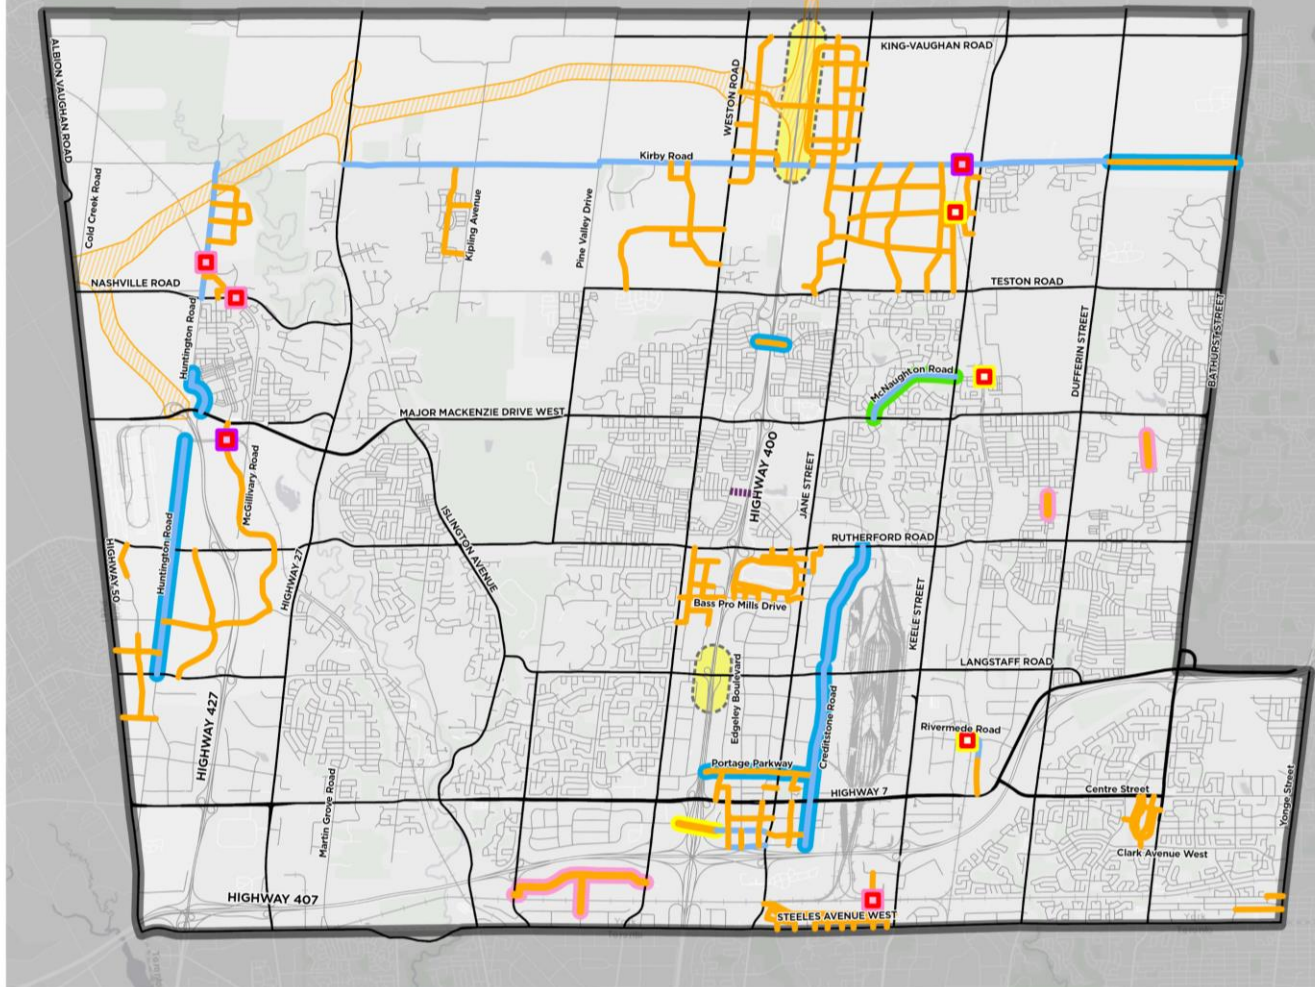 KING-VAUGHAN ROAD
ALBION VAUGHAN ROAD
WESTON ROAD
Kirby Road
Cold Creek Road
Kipling Avenue
Pine Valley Drive
NASHVILLE ROAD
TESTON ROAD
Huntington Road
DUFFERIN STREET
BATHURST STREET
McNaughton Road
MAJOR MACKENZIE DRIVE WEST
HIGHWAY 400
JANE STREET
McGillivary Road
ISLINGTON AVENUE
RUTHERFORD ROAD
HIGHWAY 50
Huntington Road
HIGHWAY 27
KEELE STREET
Bass Pro Mills Drive
LANGSTAFF ROAD
Edgeley Boulevard
Creditstone Road
HIGHWAY 427
Rivermede Road
Portage Parkway
HIGHWAY 7
Centre Street
Martin Grove Road
Yonge Street
Clark Avenue West
HIGHWAY 407
STEELES AVENUE WEST